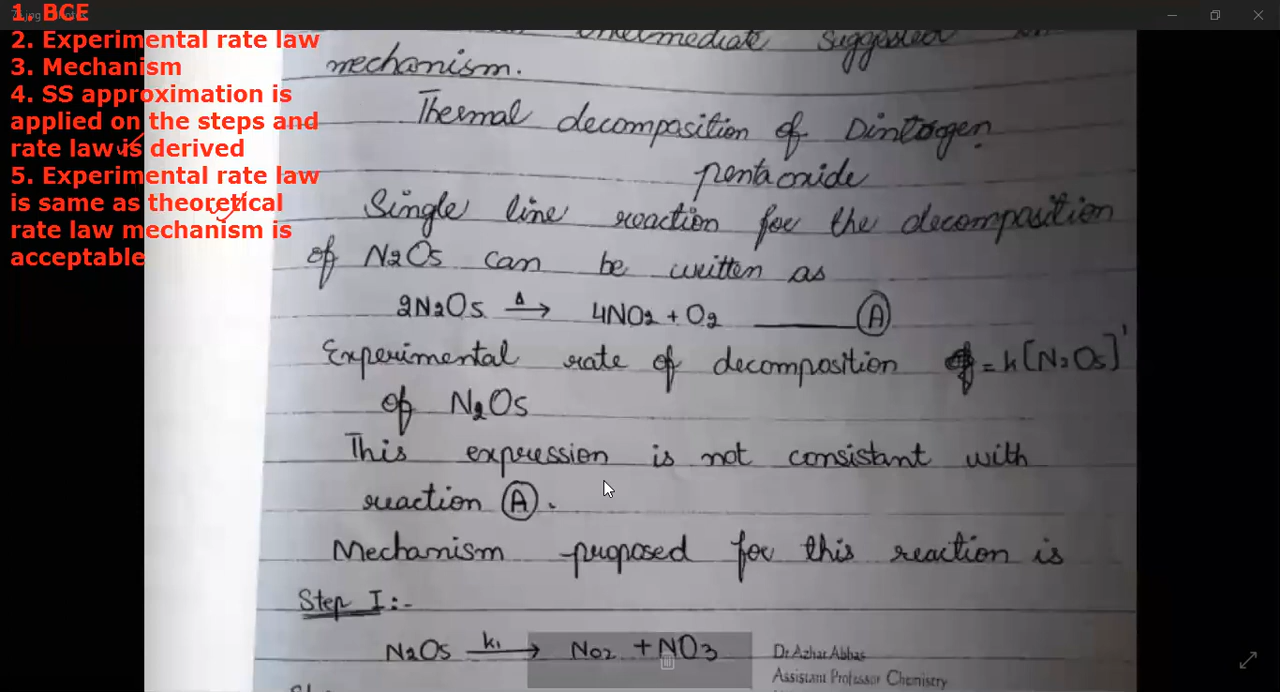 1. BCE
2. Experimental rate law
3. Mechanism
4. SS approximation is
applied on the steps and
rate law is derived
5. Experimental rate law
is same as theoretical
rate law mechanism is
acceptable
intermediate suggested
mechanism.
Thermal decomposition of Dinitrogen
pentaoxide
Single line reaction for the decomposition
of N2O5 can be written as
2N2O5 Δ→ 4NO2 + O2 ——— (A)
Experimental rate of decomposition = k[N2O5]¹
of N2O5
This expression is not consistant with
reaction (A).
Mechanism proposed for this reaction is
Step I:-
N2O5 k1→ NO2 + NO3
Dr Azhar Abbas
Assistant Professor Chemistry